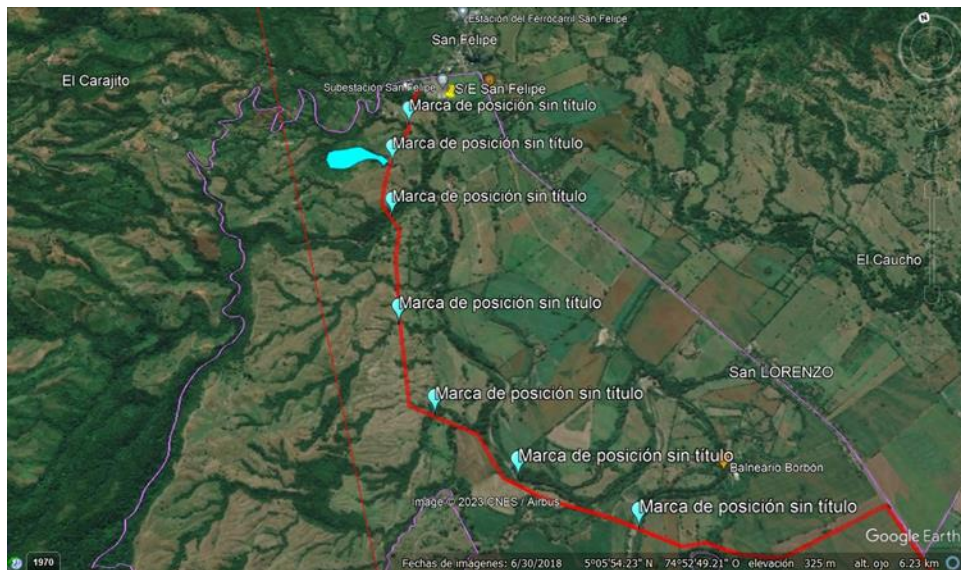 N
Estación del Ferrocarril San Felipe
San Felipe
El Carajito
Subestación San Felipe
S/E San Felipe
Marca de posición sin título
Marca de posición sin título
Marca de posición sin título
El Caucho
Marca de posición sin título
San LORENZO
Marca de posición sin título
Marca de posición sin título
Balneario Borbón
Image © 2023 CNES / Airbus
Marca de posición sin título
Google Earth
1970
Fechas de imágenes: 6/30/2018 5°05'54.23" N 74°52'49.21" O elevación 325 m alt. ojo 6.23 km